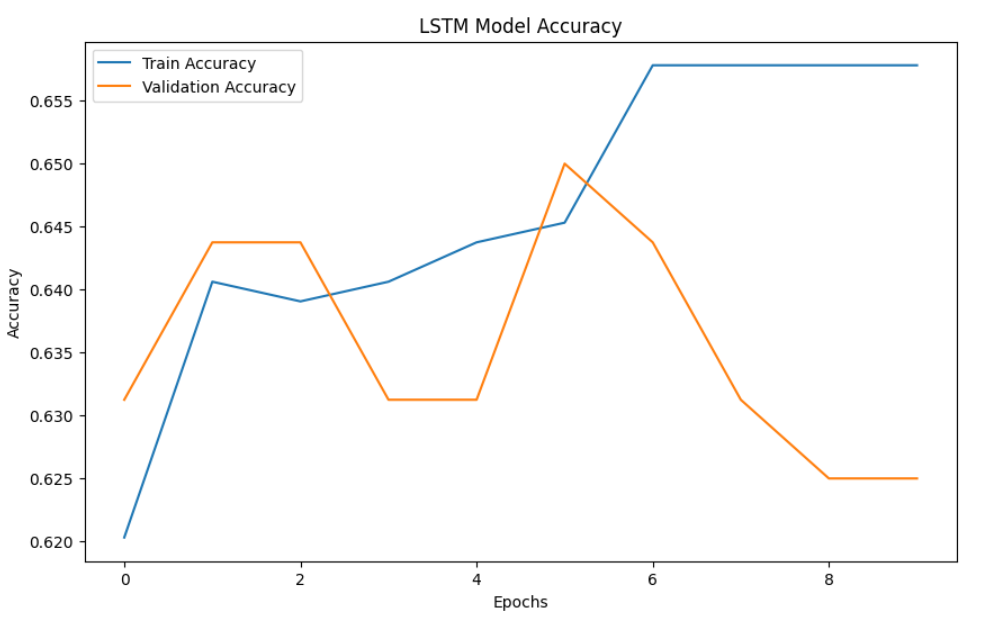 LSTM Model Accuracy
Train Accuracy
Validation Accuracy
0.655
0.650
0.645
0.640
0.635
0.630
0.625
0.620
Accuracy
0 2 4 6 8
Epochs